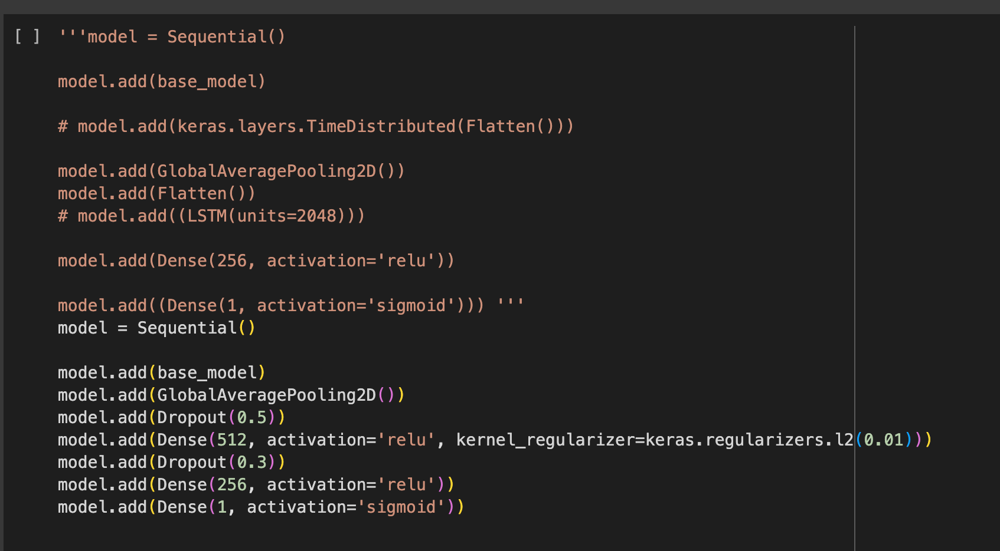 [ ] '''model = Sequential()
model.add(base_model)
# model.add(keras.layers.TimeDistributed(Flatten()))
model.add(GlobalAveragePooling2D())
model.add(Flatten())
# model.add((LSTM(units=2048)))
model.add(Dense(256, activation='relu'))
model.add((Dense(1, activation='sigmoid'))) '''
model = Sequential()
model.add(base_model)
model.add(GlobalAveragePooling2D())
model.add(Dropout(0.5))
model.add(Dense(512, activation='relu', kernel_regularizer=keras.regularizers.l2(0.01)))
model.add(Dropout(0.3))
model.add(Dense(256, activation='relu'))
model.add(Dense(1, activation='sigmoid'))